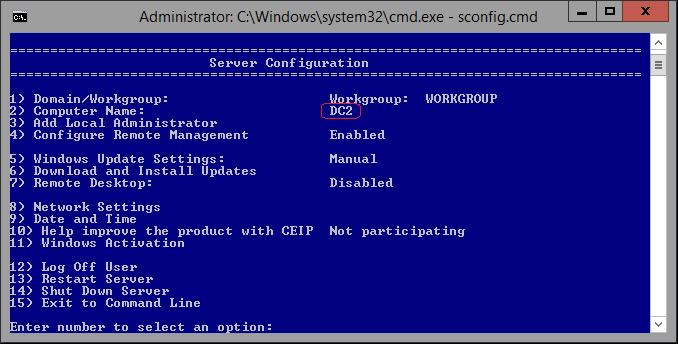 Administrator: C:\Windows\system32\cmd.exe - sconfig.cmd
===============================================================================
Server Configuration
===============================================================================
1) Domain/Workgroup: Workgroup: WORKGROUP
2) Computer Name: DC2
3) Add Local Administrator
4) Configure Remote Management Enabled
5) Windows Update Settings: Manual
6) Download and Install Updates
7) Remote Desktop: Disabled
8) Network Settings
9) Date and Time
10) Help improve the product with CEIP Not participating
11) Windows Activation
12) Log Off User
13) Restart Server
14) Shut Down Server
15) Exit to Command Line
Enter number to select an option: